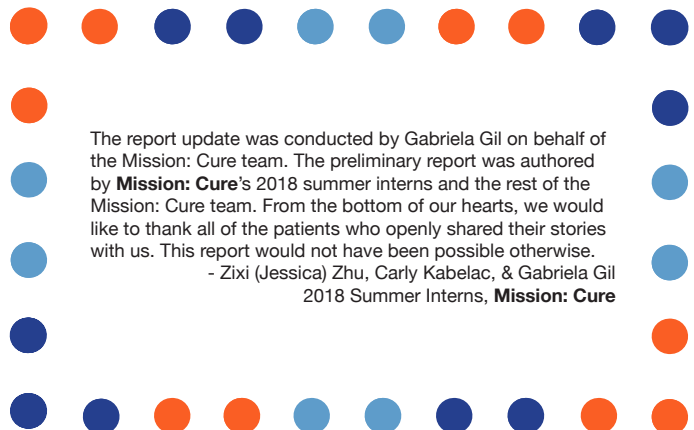 The report update was conducted by Gabriela Gil on behalf of
the Mission: Cure team. The preliminary report was authored
by Mission: Cure’s 2018 summer interns and the rest of the
Mission: Cure team. From the bottom of our hearts, we would
like to thank all of the patients who openly shared their stories
with us. This report would not have been possible otherwise.
- Zixi (Jessica) Zhu, Carly Kabelac, & Gabriela Gil
2018 Summer Interns, Mission: Cure